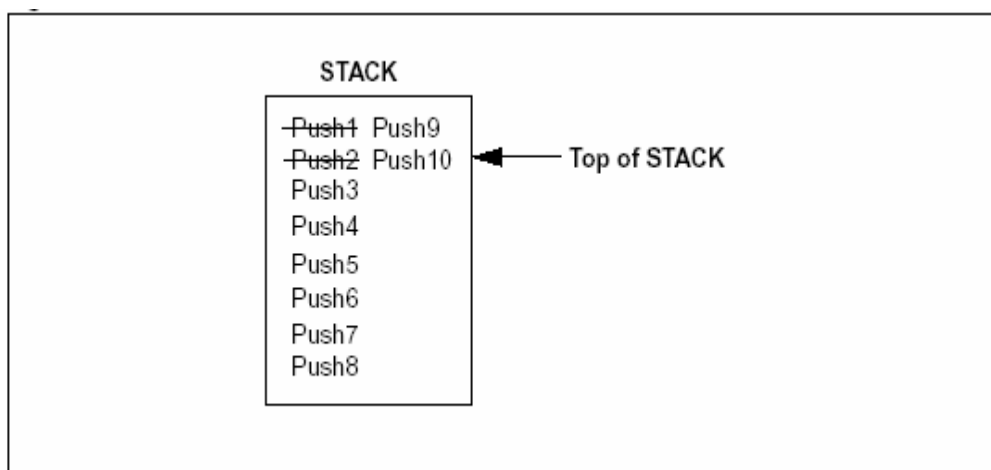 STACK
Push1 Push9
Push2 Push10 Top of STACK
Push3
Push4
Push5
Push6
Push7
Push8